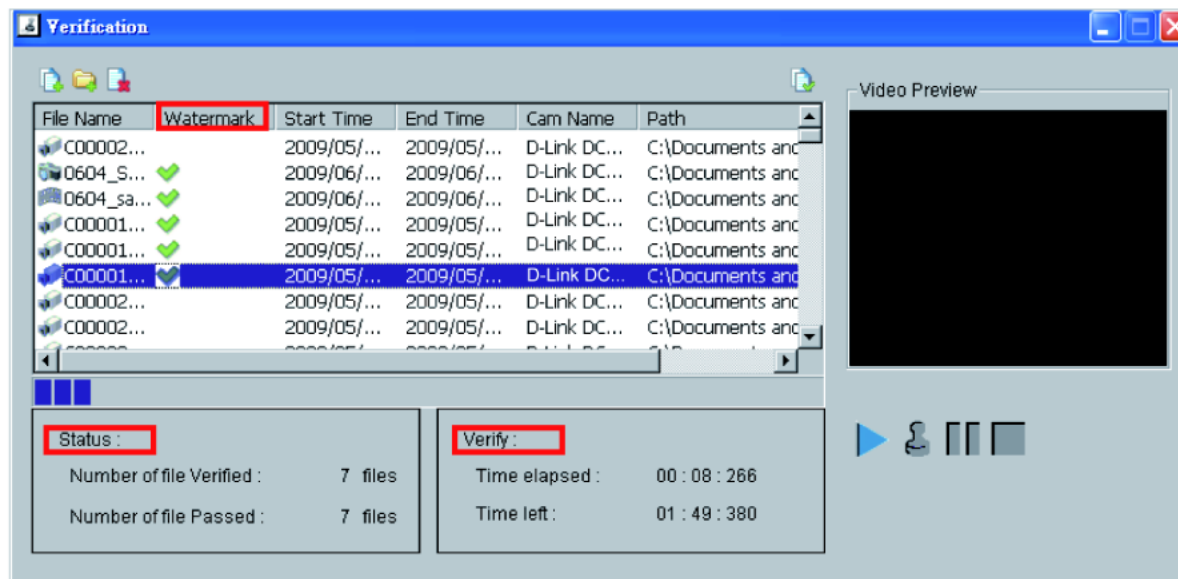 Verification
Video Preview
File Name Watermark Start Time End Time Cam Name Path
C00002... 2009/05/... 2009/05/... D-Link DC... C:\Documents and
0604_S... 2009/06/... 2009/06/... D-Link DC... C:\Documents and
0604_sa... 2009/06/... 2009/06/... D-Link DC... C:\Documents and
C00001... 2009/05/... 2009/05/... D-Link DC... C:\Documents and
C00001... 2009/05/... 2009/05/... D-Link DC... C:\Documents and
C00001... 2009/05/... 2009/05/... D-Link DC... C:\Documents and
C00002... 2009/05/... 2009/05/... D-Link DC... C:\Documents and
C00002... 2009/05/... 2009/05/... D-Link DC... C:\Documents and
Status :
Number of file Verified : 7 files
Number of file Passed : 7 files
Verify :
Time elapsed : 00 : 08 : 266
Time left : 01 : 49 : 380